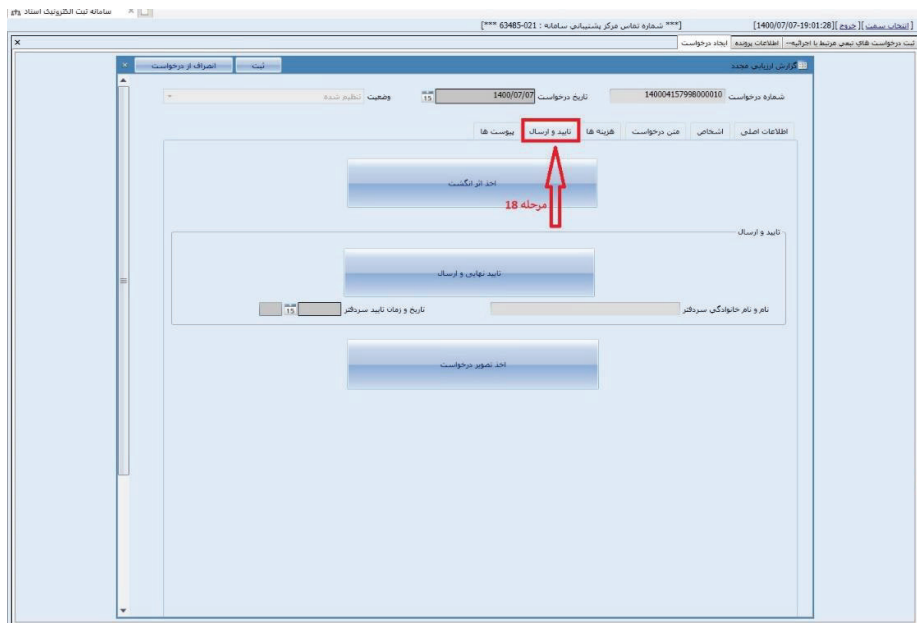 سامانه ثبت الکترونیک اسناد
[انتخاب سمت ][ خروج ][1400/07/07-19:01:28]
[*** شماره تماس مرکز پشتیبانی سامانه : 021-63485 ***]
ثبت درخواست های تبعی مرتبط با اجرائیه-- اطلاعات پرونده ایجاد درخواست
گزارش ارزیابی مجدد
ثبت انصراف از درخواست
شماره درخواست 140004157998000010 تاریخ درخواست 1400/07/07 15 وضعیت تنظیم شده
اطلاعات اصلی اشخاص متن درخواست هزینه ها تایید و ارسال پیوست ها
اخذ اثر انگشت
مرحله 18
تایید و ارسال
تایید نهایی و ارسال
نام و نام خانوادگی سردفتر تاریخ و زمان تایید سردفتر 15
اخذ تصویر درخواست